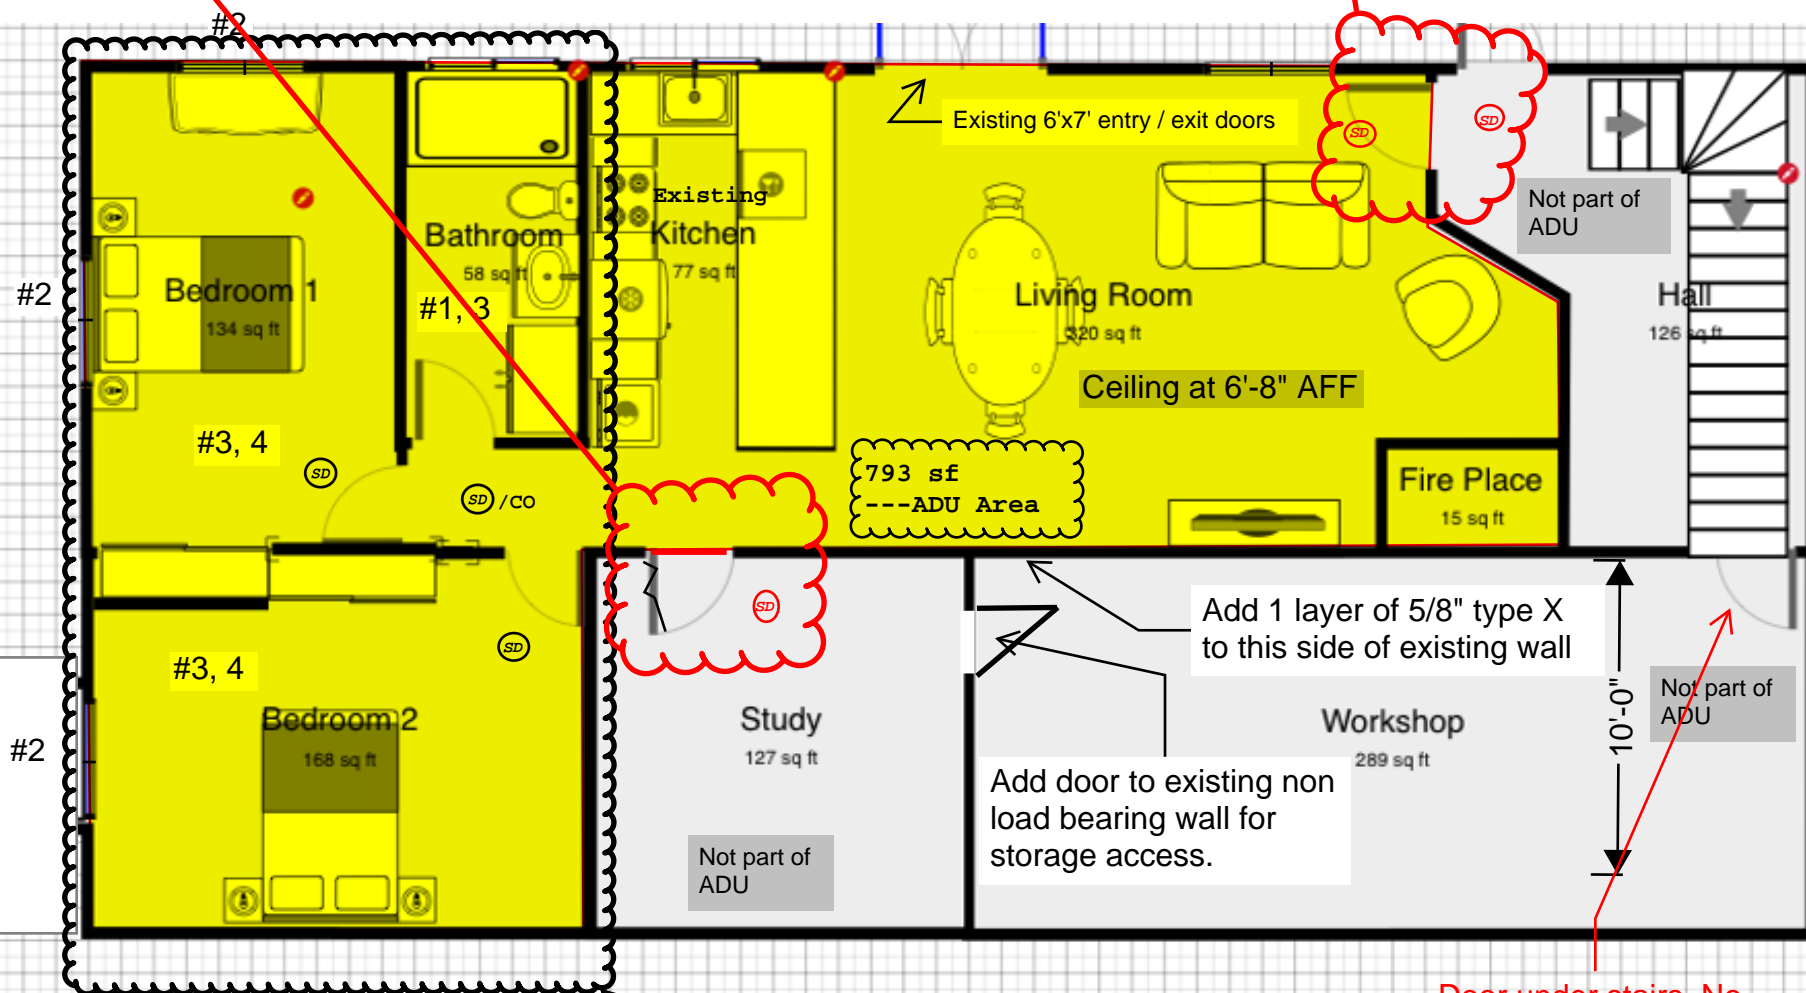 #2
Existing 6'x7' entry / exit doors
SD
SD
Not part of
ADU
Existing
Bathroom
58 sq ft
Kitchen
77 sq ft
#2
Bedroom 1
134 sq ft
#1, 3
Living Room
320 sq ft
Hall
126 sq ft
Ceiling at 6'-8" AFF
#3, 4
SD
SD /CO
793 sf
---ADU Area
Fire Place
15 sq ft
SD
Add 1 layer of 5/8" type X
to this side of existing wall
SD
#3, 4
10'-0"
Not part of
ADU
Bedroom 2
168 sq ft
#2
Study
127 sq ft
Workshop
289 sq ft
Add door to existing non
load bearing wall for
storage access.
Not part of
ADU
Door under stairs. No